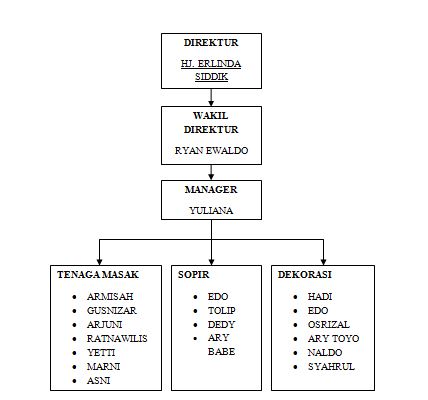 DIREKTUR
HJ. ERLINDA
SIDDIK
WAKIL
DIREKTUR
RYAN EWALDO
MANAGER
YULIANA
TENAGA MASAK
• ARMISAH
• GUSNIZAR
• ARJUNI
• RATNAWILIS
• YETTI
• MARNI
• ASNI
SOPIR
• EDO
• TOLIP
• DEDY
• ARY
BABE
DEKORASI
• HADI
• EDO
• OSRIZAL
• ARY TOYO
• NALDO
• SYAHRUL